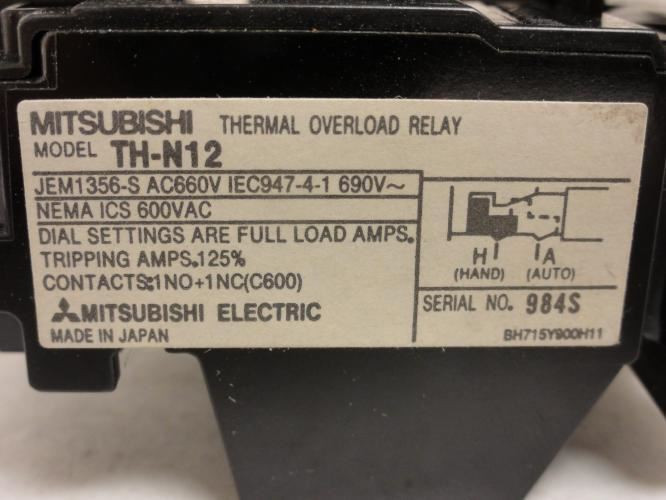 MITSUBISHI THERMAL OVERLOAD RELAY
MODEL TH-N12
JEM1356-S AC660V IEC947-4-1 690V~
NEMA ICS 600VAC
DIAL SETTINGS ARE FULL LOAD AMPS.
TRIPPING AMPS.125%
CONTACTS:1NO+1NC(C600)
MITSUBISHI ELECTRIC
MADE IN JAPAN
H A
(HAND) (AUTO)
SERIAL NO. 984S
BH715Y900H11